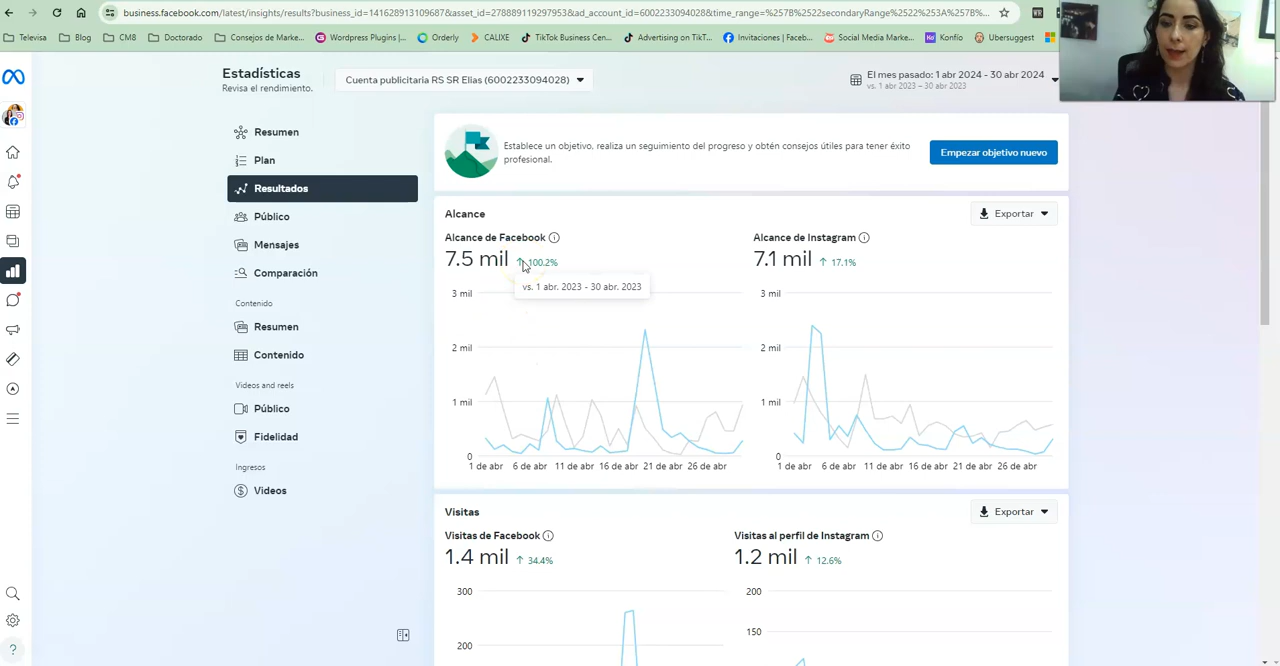 business.facebook.com/latest/insights/results?business_id=141628913109687&asset_id=278889119297953&ad_account_id=6002233094028&time_range=%257B%2522secondaryRange%2522%253A%257B%...
Televisa
Blog
CM8
Doctorado
Consejos de Marke...
Wordpress Plugins |...
Orderly
CALIXE
TikTok Business Cen...
Advertising on TikT...
Invitaciones | Faceb...
Social Media Marke...
Konfío
Ubersuggest
Estadísticas
Revisa el rendimiento.
Cuenta publicitaria RS SR Elias (6002233094028)
El mes pasado: 1 abr 2024 - 30 abr 2024
vs. 1 abr 2023 – 30 abr 2023
Resumen
Plan
Resultados
Público
Mensajes
Comparación
Contenido
Resumen
Contenido
Videos and reels
Público
Fidelidad
Ingresos
Videos
Establece un objetivo, realiza un seguimiento del progreso y obtén consejos útiles para tener éxito
profesional.
Empezar objetivo nuevo
Alcance
Exportar
Alcance de Facebook
7.5 mil ↑ 100.2%
vs. 1 abr. 2023 - 30 abr. 2023
3 mil
2 mil
1 mil
0
1 de abr 6 de abr 11 de abr 16 de abr 21 de abr 26 de abr
Alcance de Instagram
7.1 mil ↑ 17.1%
3 mil
2 mil
1 mil
0
1 de abr 6 de abr 11 de abr 16 de abr 21 de abr 26 de abr
Visitas
Exportar
Visitas de Facebook
1.4 mil ↑ 34.4%
300
200
Visitas al perfil de Instagram
1.2 mil ↑ 12.6%
200
150